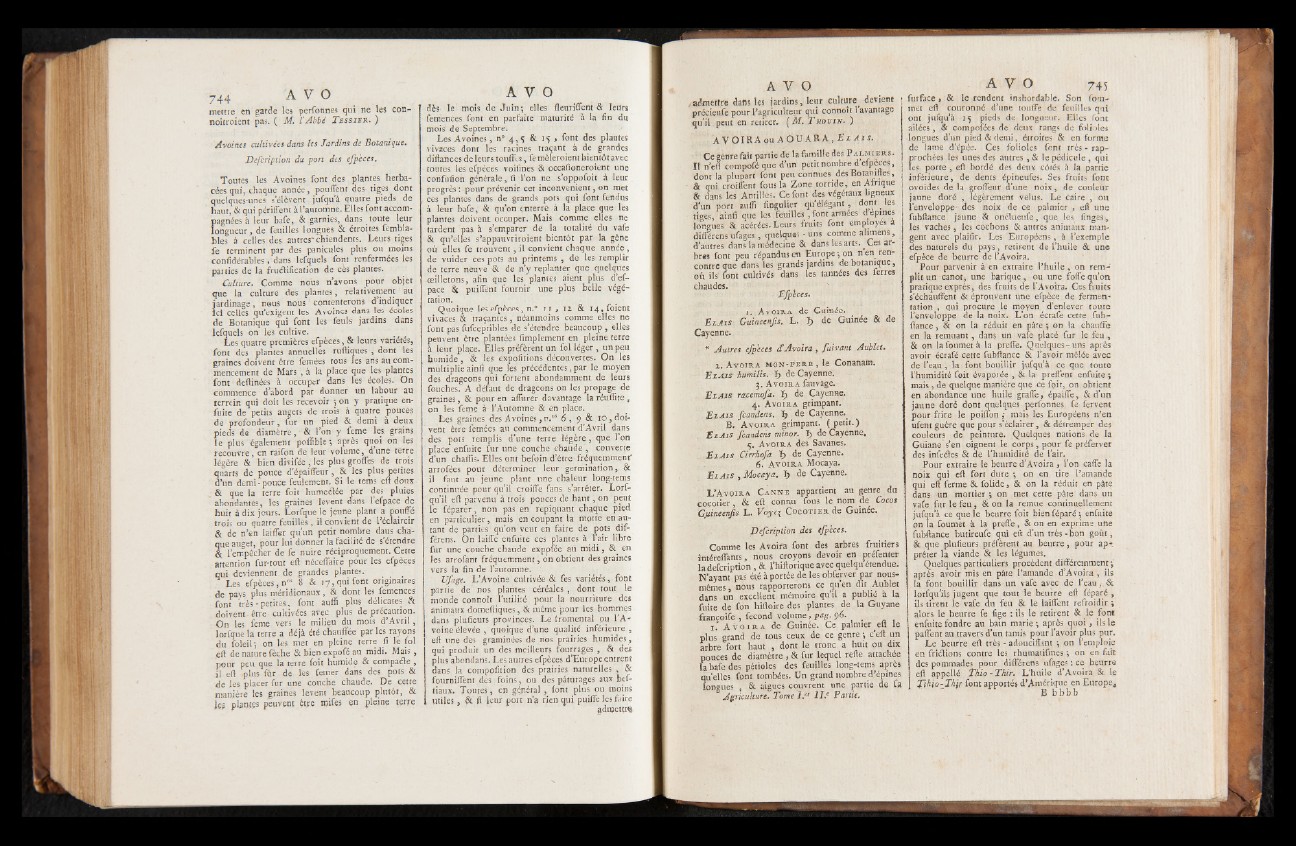 744 A V O
mettre en garde les perſonnes qui ne les con-
noîtroient pas. ( M. l'Abbé TESSIER. )
Avoines cultivées dans les Jardins de Botanique.
Deſcription du port des eſpèces.
Toutes les Avoines ſont des plantes herba-
cées qui, chaque année, pouſſent des tiges dont
quelques-unes s'élèvent juſqu'à quatre pieds de
haut, & qui périſſent à l'automne. Elles ſont accom-
pagnées à leur baſe, & garnies, dans toute leur
longueur, de feuilles longues & étroites ſembla-
bles à celles des autres chiendents. Leurs tiges
ſe terminent par des panicules plus ou moins
conſidérables, dans leſquels ſont renfermées les
parties de la fructification de ces plantes.
Culture. Comme nous n'avons pour objet
que la culture des plantes, relativement au
jardinage, nous nous contenterons d'indiquer
ici celles qu'exigent les Avoines dans les écoles
de Botanique qui ſont les ſeuls jardins dans
leſquels on les cultive.
Les quatre premières eſpèces, & leurs variétés,
ſont des plantes annuelles ruſtiques, dont les
graines doivent être ſemées tous les ans au com-
mencement de Mars, à la place que les plantes
ſont deſtinées à occuper dans les écoles. On
commence d'abord par donner un labour au
terrein qui doit les recevoir; on y pratique en-
ſuite de petits augets de trois à quatre pouces
de profondeur, ſur un pied & demi à deux
pieds de diamètre, & l'on y ſeme les grains
le plus également poſſible; après quoi on les
recouvre, en raiſon de leur volume, d'une terre
légère & bien diviſée, les plus groſſes de trois
quarts de pouce d'épaiſſeur, & les plus petites
d'un demi-pouce ſeulement. Si le tems eſt doux
& que la terre ſoit humectée par des pluies
abondantes, les graines levent dans l'eſpace de
huit à dix jours. Lorſque le jeune plant a pouſſé
trois ou quatre feuilles, il convient de l'éclaircir
& de n'en laiſſer qu'un petit nombre dans cha-
que auget, pour lui donner la facilité de s'étendre
& l'empêcher de ſe nuire réciproquement. Cette
attention ſur-tout eſt néceſſaire pour les eſpèces
qui deviennent de grandes plantes.
Les eſpèces, nos 8 & 17, qui ſont originaires
de pays plus méridionaux, & dont les ſemences
ſont très-petites, ſont auſſi plus délicates &
doivent être cultivées avec plus de précaution.
On les ſeme vers le milieu du mois d'Avril,
lorſque la terre a déjà été chauffée par les rayons
du ſoleil; on les met en pleine terre ſi le ſol
eſt de nature ſèche & bien expoſé au midi. Mais,
pour peu que la terre ſoit humide & compacte,
il eſt plus ſûr de les ſemer dans des pots &
de les placer ſur une couche chaude. De cette
manière les graines levent beaucoup plutôt, &
les plantes peuvent être miſes en pleine terre
A V O
dès le mois de Juin; elles fleuriſſent & leurs
ſemences ſont en parfaite maturité à la fin du
mois de Septembre.
Les Avoines, n° 4, 5 & 15, ſont des plantes
vivaces dont les racines traçant à de grandes
diſtances de leurs touffes, ſe mêleroient bientôt avec
toutes les eſpèces voiſines & occaſioneroient une
confuſion générale, ſi l'on ne s'oppoſoit à leur
progrès: pour prévenir cet inconvénient, on met
ces plantes dans de grands pots qui ſont fendus
à leur baſe, & qu'on enterre à la place que les
plantes doivent occuper. Mais comme elles ne
tardent pas à s'emparer de la totalité du vaſe
& qu'elles s'appauvriroient bientôt par la gêne
où elles ſe trouvent, il convient chaque année,
de vuider ces pots au printems, de les remplir
de terre neuve & de n'y replanter que quelques
œilletons, afin que les plantes aient plus d'eſ-
pace & puiſſent fournir une plus belle végé-
tation.
Quoique les eſpèces, n.° 11, 12 & 14, ſoient
vivaces & traçantes, néanmoins comme elles ne
ſont pas ſuſceptibles de s'étendre beaucoup, elles
peuvent être plantées ſimplement en pleine terre
à leur place. Elles préfèrent un ſol léger, un peu
humide, & les expoſitions découvertes. On les
multiplie ainſi que les précédentes, par le moyen
des drageons qui ſortent abondamment de leurs
ſouches. A défaut de drageons on les propage de
graines, & pour en aſſurer davantage la réuſſite,
on les ſeme à l'Automne & en place.
Les graines des Avoines, n.os 6, 9 & 10, doi-
vent être ſemées au commencement d'Avril dans
des pots remplis d'une terre légère, que l'on
place enſuite ſur une couche chaude, couverte
d'un chaſſis. Elles ont beſoin d'être fréquemment
arroſées pour déterminer leur germination, &
il faut au jeune plant une chaleur long-tems
continuée pour qu'il croiſſe ſans s'arrêter. Lorſ-
qu'il eſt parvenu à trois pouces de haut, on peut
le ſéparer, non pas en repiquant chaque pied
en particulier, mais en coupant la motte en au-
tant de parties qu'on veut en faire de pots dif-
férens. On laiſſe enſuite ces plantes à l'air libre
ſur une couche chaude expoſée au midi, & en
les arroſant fréquemment, on obtient des graines
vers la fin de l'automne.
Uſage. L'Avoine cultivée & ſes variétés, font
partie de nos plantes céréales, dont tout le
monde connoît l'utilité pour la nourriture des
animaux domeſtiques, & même pour les hommes
dans pluſieurs provinces. Le fromental ou l'A-
voine élevée, quoique d'une qualité inférieure,
eſt une des graminées de nos prairies humides,
qui produit un des meilleurs fourrages, & des
plus abondans. Les autres eſpèces d'Europe entrent
dans la compoſition des prairies naturelles, &
fourniſſent des foins, ou des pâturages aux beſ-
tiaux. Toutes, en général, ſont plus ou moins
utiles, & ſi leur port n'a rien qui puiſſe les faire
admettre
A V O
admettre dans les jardins, leur culture devient
précieuſe pour l'agriculteur qui connoît l'avantage
qu'il peut en retirer. ( M. THOUIN. )
AVOIRA ou AOUARA, ELAIS.
Ce genre fait partie de la famille des PALMIERS.
Il n'eſt compoſé que d'un petit nombre d'eſpèces,
dont la plupart ſont peu connues des Botaniſtes,
& qui croiſſent ſous la Zone torride, en Afrique
& dans les Antilles. Ce ſont des végétaux ligneux
d'un port auſſi ſingulier qu'élégant, dont les
tiges, ainſi que les feuilles, ſont armées d'épines
longues & acérées. Leurs fruits ſont employés à
différens uſages, quelques-uns comme alimens,
d'autres dans la médecine & dans les arts. Ces ar-
bres ſont peu répandus en Europe; on n'en ren-
contre que dans les grands jardins de botanique,
où ils ſont cultivés dans les tannées des ſerres
chaudes.
Eſpèces.
1. AVOIRA de Guinée.
ELAIS Guineenſis. L. ♄ de Guinée & de
Cayenne.
* Autres eſpèces d'Avoira, ſuivant Aublet.
2. AVOIRA MON-PERE, le Conanam.
ELAIS humilis. ♄ de Cayenne.
3. AVOIRA ſauvage.
ELAIS racemoſa. ♄ de Cayenne.
4. AVOIRA grimpant.
ELAIS ſcandens. ♄ de Cayenne.
B. AVOIRA grimpant. (petit.)
ELAIS ſcandens minor. ♄ de Cayenne.
5. AVOIRA des Savanes.
ELAIS Cirrhoſa. ♄ de Cayenne.
6. AVOIRA Mocaya.
ELAIS, Mocaya. ♄ de Cayenne.
L'AVOIRA CANNE appartient au genre du
cocotier, & eſt connu ſous le nom de Cocos
Guineenſis L. Voyez COCOTIER de Guinée.
Deſcription des eſpèces.
Comme les Avoira ſont des arbres fruitiers
intéreſſants, nous croyons devoir en préſenter
la deſcription, & l'hiſtorique avec quelqu'étendue.
N'ayant pas été à portée de les obſerver par nous-
mêmes, nous rapporterons ce qu'en dit Aublet
dans un excellent mémoire qu'il a publié à la
ſuite de ſon hiſtoire des plantes de la Guyane
françoiſe, ſecond volume, pag. 96.
1. AVOIRA de Guinée. Ce palmier eſt le
plus grand de tous ceux de ce genre; c'eſt un
arbre fort haut, dont le tronc a huit ou dix
pouces de diamètre, & ſur lequel reſte attachée
la baſe des pétioles des feuilles long-tems après
qu'elles ſont tombées. Un grand nombre d'épines
longues, & aigues couvrent une partie de ſa
Agriculture. Tome I.er II.e Partie.
A V O 745
ſurface, & le rendent inabordable. Son ſom-
met eſt couronné d'une touffe de feuilles qui
ont juſqu'à 15 pieds de longueur. Elles ſont
ailées, & compoſées de deux rangs de folioles
longues d'un pied & demi, étroites & en forme
de lame d'épée. Ces folioles ſont très-rap-
prochées les unes des autres, & le pédicule, qui
les porte, eſt bordé des deux côtés à la partie
inférieure, de dents épineuſes. Ses fruits ſont
ovoïdes de la groſſeur d'une noix, de couleur
jaune doré, légèrement velus. Le caire, ou
l'enveloppe des noix de ce palmier, eſt une
ſubſtance jaune & onctueuſe, que les ſinges,
les vaches, les cochons & autres animaux man-
gent avec plaiſir. Les Européens, à l'exemple
des naturels du pays, retirent de l'huile & une
eſpèce de beurre de l'Avoira.
Pour parvenir à en extraire l'huile, on rem-
plit un canot, une barique, ou une foſſe qu'on
pratique exprès, des fruits de l'Avoira. Ces fruits
s'échauffent & éprouvent une eſpèce de fermen-
tation, qui procure le moyen d'enlever toute
l'enveloppe de la noix. L'on écraſe cette ſub-
ſtance, & on la réduit en pâte; on la chauffe
en la remuant, dans un vaſe placé ſur le feu,
& on la ſoumet à la preſſe. Quelques-uns après
avoir écraſé cette ſubſtance & l'avoir mêlée avec
de l'eau, la font bouillir juſqu'à ce que toute
l'humidité ſoit évaporée, & la preſſent enſuite;
mais, de quelque manière que ce ſoit, on obtient
en abondance une huile graſſe, épaiſſe, & d'un
jaune doré dont quelques perſonnes ſe ſervent
pour frire le poiſſon; mais les Européens n'en
uſent guère que pour s'éclairer, & détremper des
couleurs de peinture. Quelques nations de la
Guiane s'en oignent le corps, pour ſe préſerver
des inſectes & de l'humidité de l'air.
Pour extraire le beurre d'Avoira, l'on caſſe la
noix qui eſt fort dure; on en tire l'amande
qui eſt ferme & ſolide, & on la réduit en pâte
dans un mortier; on met cette pâte dans un
vaſe ſur le feu, & on la remue continuellement
juſqu'à ce que le beurre ſoit bien ſéparé; enſuite
on la ſoumet à la preſſe, & on en exprime une
ſubſtance butireuſe qui eſt d'un très-bon goût,
& que pluſieurs préfèrent au beurre, pour ap-
prêter la viande & les légumes.
Quelques particuliers procèdent différemment;
après avoir mis en pâte l'amande d'Avoira, ils
la font bouillir dans un vaſe avec de l'eau, &
lorſqu'ils jugent que tout le beurre eſt ſéparé,
ils tirent le vaſe du feu & le laiſſent refroidir;
alors le beurre ſe fige: ils le retirent & le font
enſuite fondre au bain marie; après quoi, ils le
paſſent au travers d'un tamis pour l'avoir plus pur.
Le beurre eſt très-adouciſſant; on l'emploie
en frictions contre les rhumatiſmes; on en fait
des pommades pour différens uſages: ce beurre
eſt appellé Thio-Thir. L'huile d'Avoira & le
Thio-Thir ſont apportés d'Amérique en Europe,
B b b b b